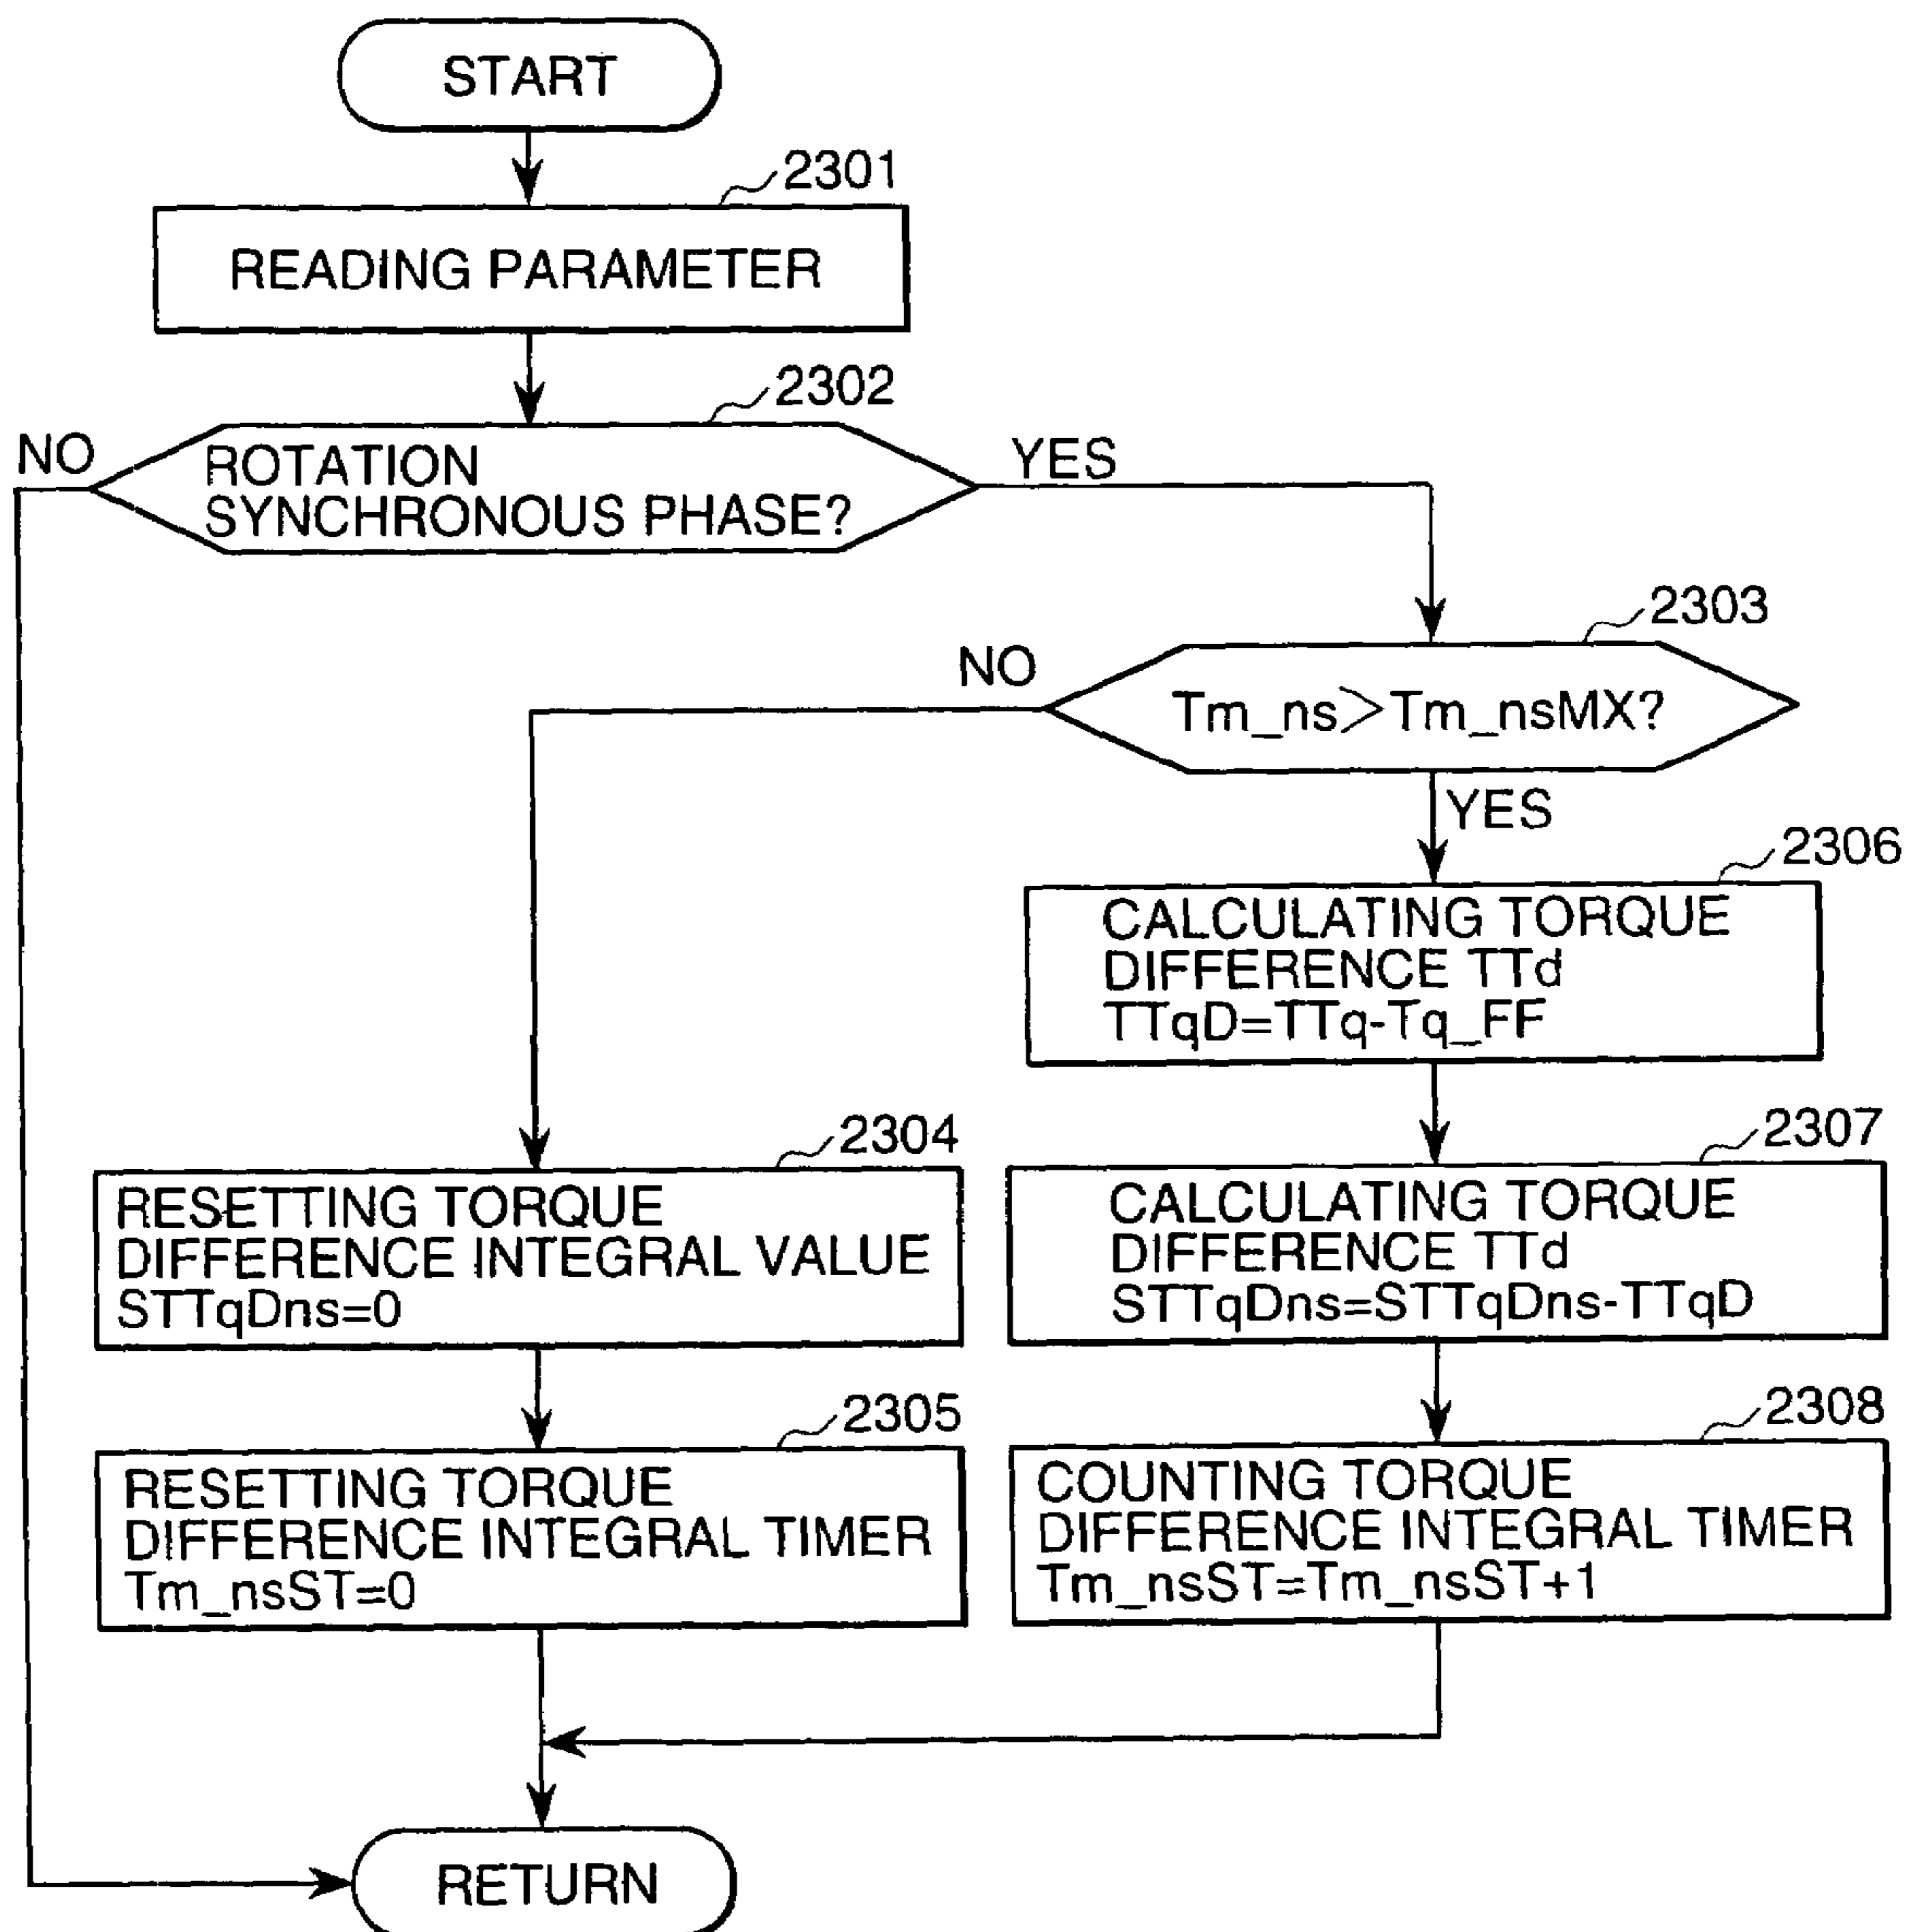 START
2301
READING PARAMETER
2302
NO
ROTATION
SYNCHRONOUS PHASE?
YES
2303
NO
Tm_ns>Tm_nsMX?
YES
2306
CALCULATING TORQUE
DIFFERENCE TTd
TTqD=TTq-Tq_FF
2304
RESETTING TORQUE
DIFFERENCE INTEGRAL VALUE
STTqDns=0
2307
CALCULATING TORQUE
DIFFERENCE TTd
STTqDns=STTqDns-TTqD
2305
RESETTING TORQUE
DIFFERENCE INTEGRAL TIMER
Tm_nsST=0
2308
COUNTING TORQUE
DIFFERENCE INTEGRAL TIMER
Tm_nsST=Tm_nsST+1
RETURN